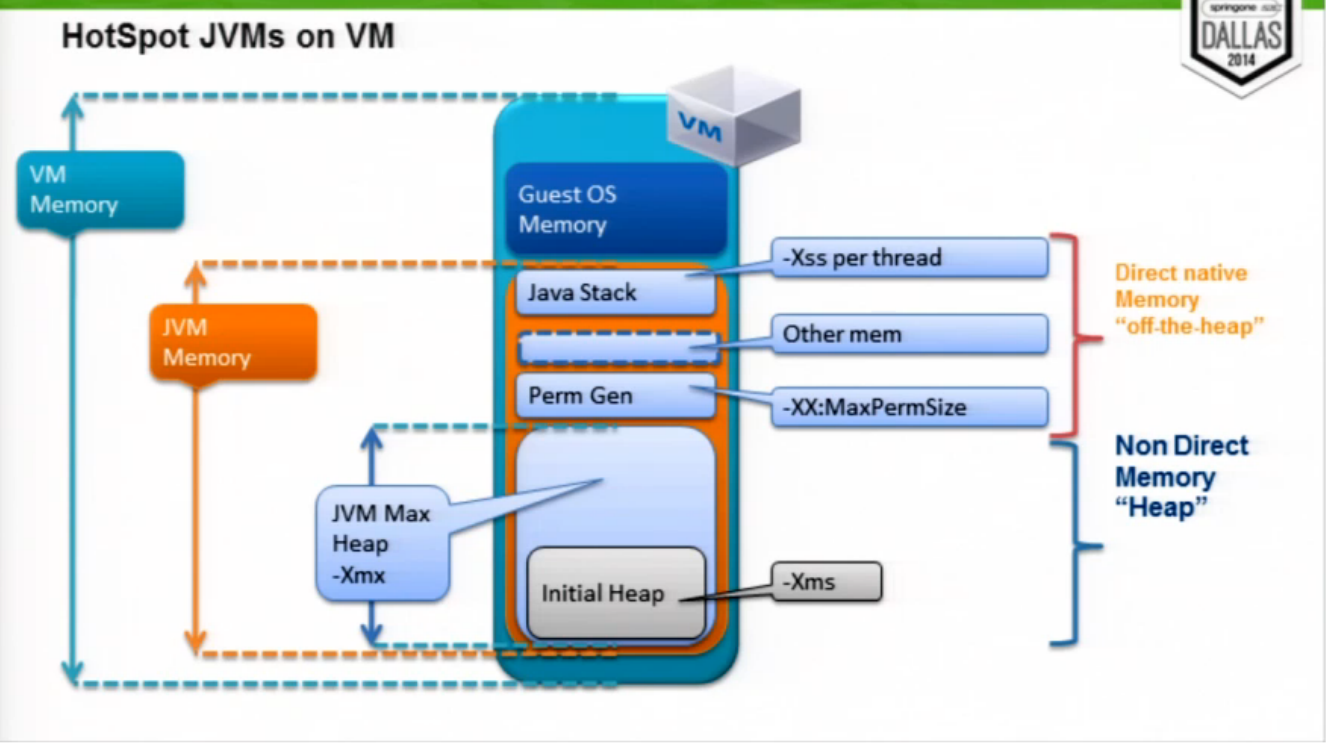 HotSpot JVMs on VM
springone 2GX
DALLAS
2014
VM
VM
Memory
Guest OS
Memory
-Xss per thread
Direct native
Memory
“off-the-heap”
Java Stack
JVM
Memory
Other mem
Perm Gen
-XX:MaxPermSize
Non Direct
Memory
“Heap”
JVM Max
Heap
-Xmx
Initial Heap
-Xms